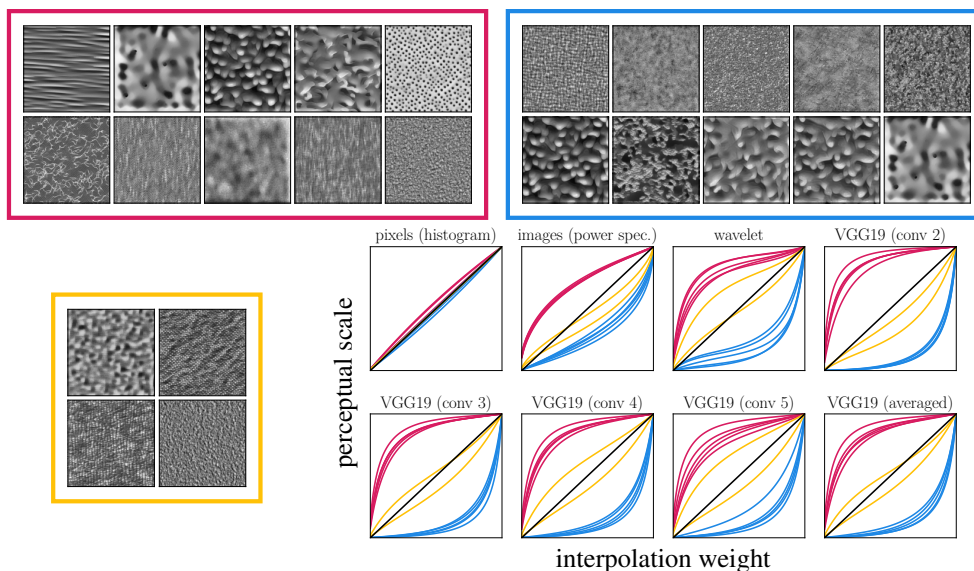 pixels (histogram)
images (power spec.)
wavelet
VGG19 (conv 2)
perceptual scale
VGG19 (conv 3)
VGG19 (conv 4)
VGG19 (conv 5)
VGG19 (averaged)
interpolation weight